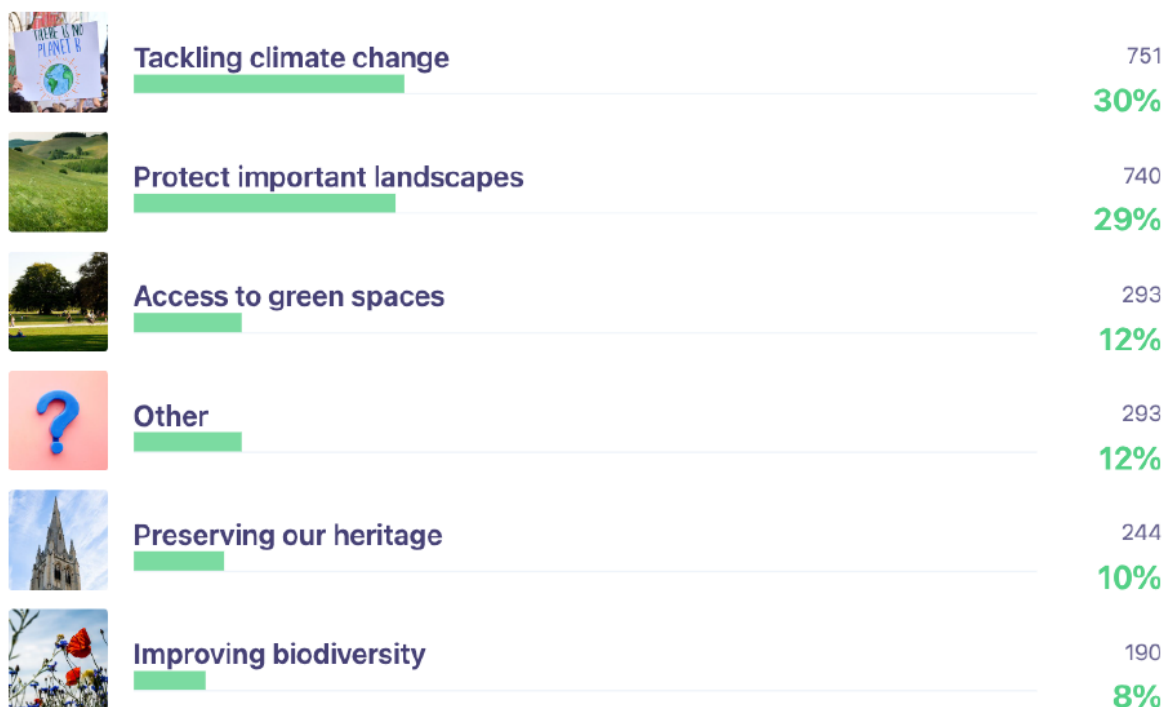 THERE IS NO
PLANET B
Tackling climate change
751
30%
Protect important landscapes
740
29%
Access to green spaces
293
12%
Other
293
12%
Preserving our heritage
244
10%
Improving biodiversity
190
8%